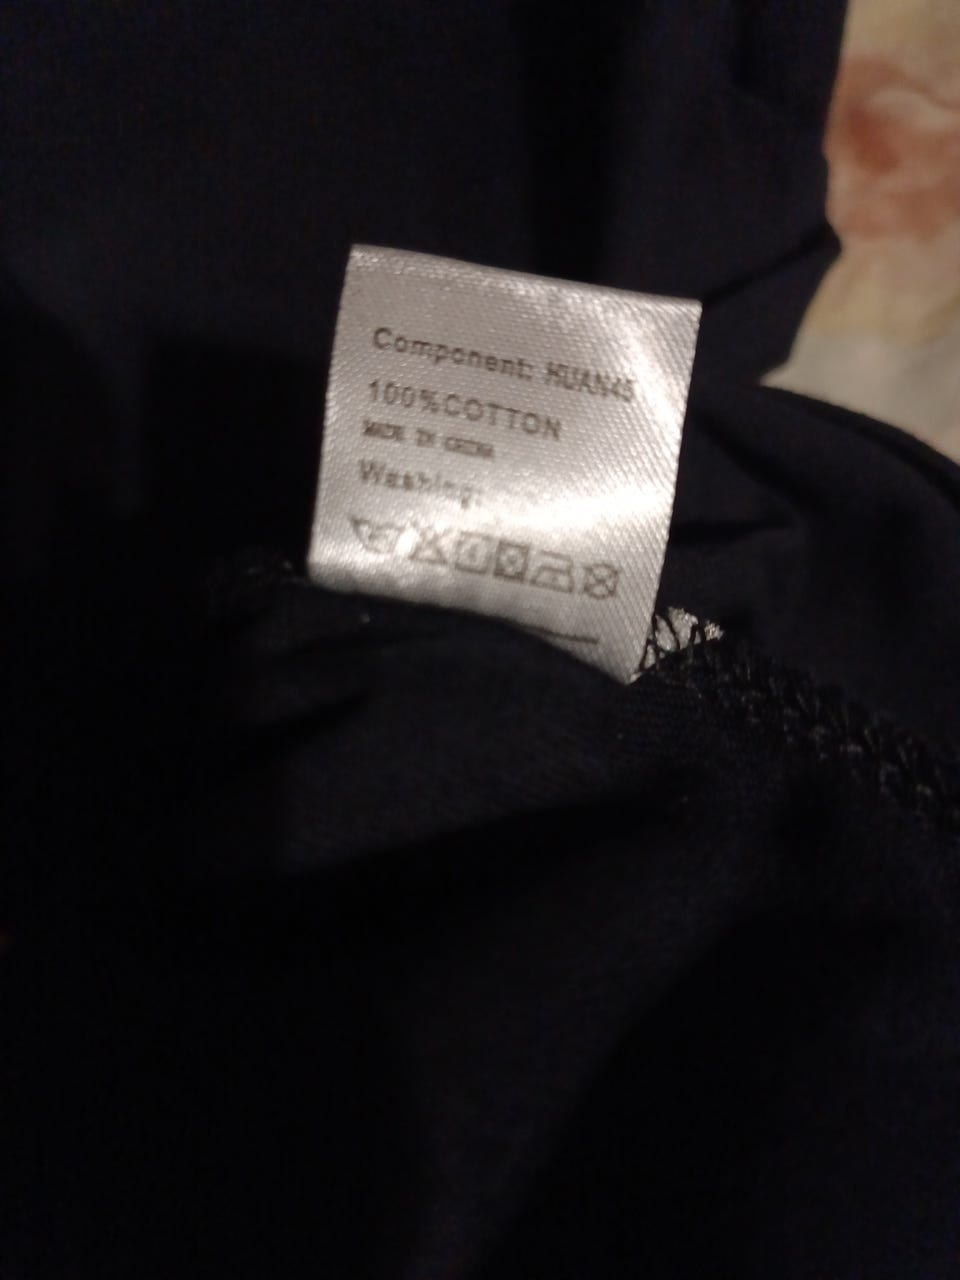 Component: HUAN45
100%COTTON
MADE IN CHINA
Washing: